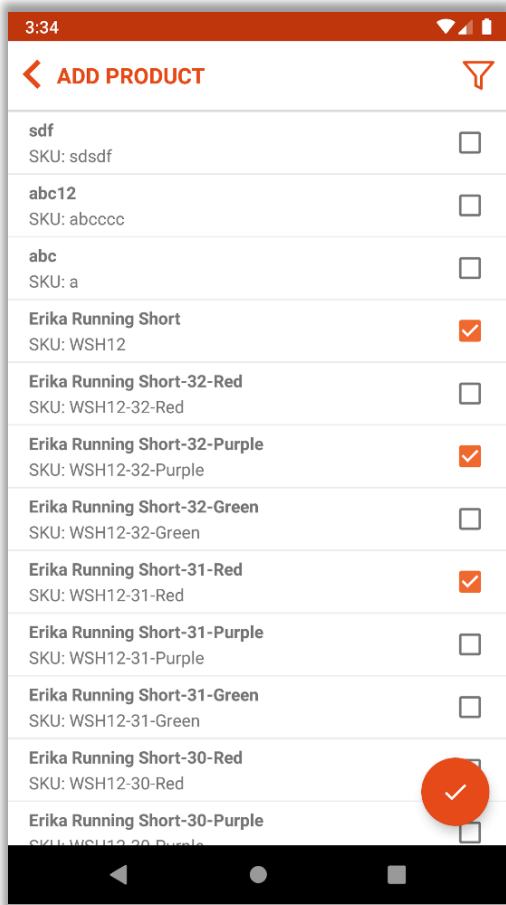 3:34
ADD PRODUCT
sdf
SKU: sdsdf
abc12
SKU: abcccc
abc
SKU: a
Erika Running Short
SKU: WSH12
Erika Running Short-32-Red
SKU: WSH12-32-Red
Erika Running Short-32-Purple
SKU: WSH12-32-Purple
Erika Running Short-32-Green
SKU: WSH12-32-Green
Erika Running Short-31-Red
SKU: WSH12-31-Red
Erika Running Short-31-Purple
SKU: WSH12-31-Purple
Erika Running Short-31-Green
SKU: WSH12-31-Green
Erika Running Short-30-Red
SKU: WSH12-30-Red
Erika Running Short-30-Purple
SKU: WSH12-30-Purple